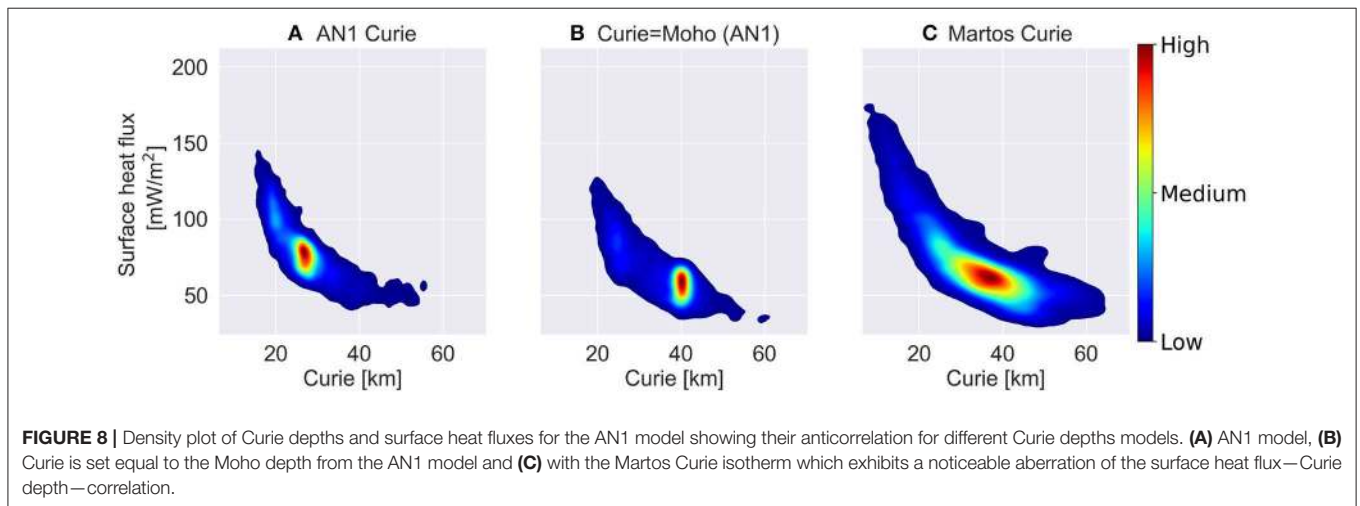 A AN1 Curie
B Curie=Moho (AN1)
C Martos Curie
Surface heat flux
[mW/m²]
200
150
100
50
20 40 60
Curie [km]
20 40 60
Curie [km]
20 40 60
Curie [km]
High
Medium
Low
FIGURE 8 | Density plot of Curie depths and surface heat fluxes for the AN1 model showing their anticorrelation for different Curie depths models. (A) AN1 model, (B)
Curie is set equal to the Moho depth from the AN1 model and (C) with the Martos Curie isotherm which exhibits a noticeable aberration of the surface heat flux—Curie
depth—correlation.